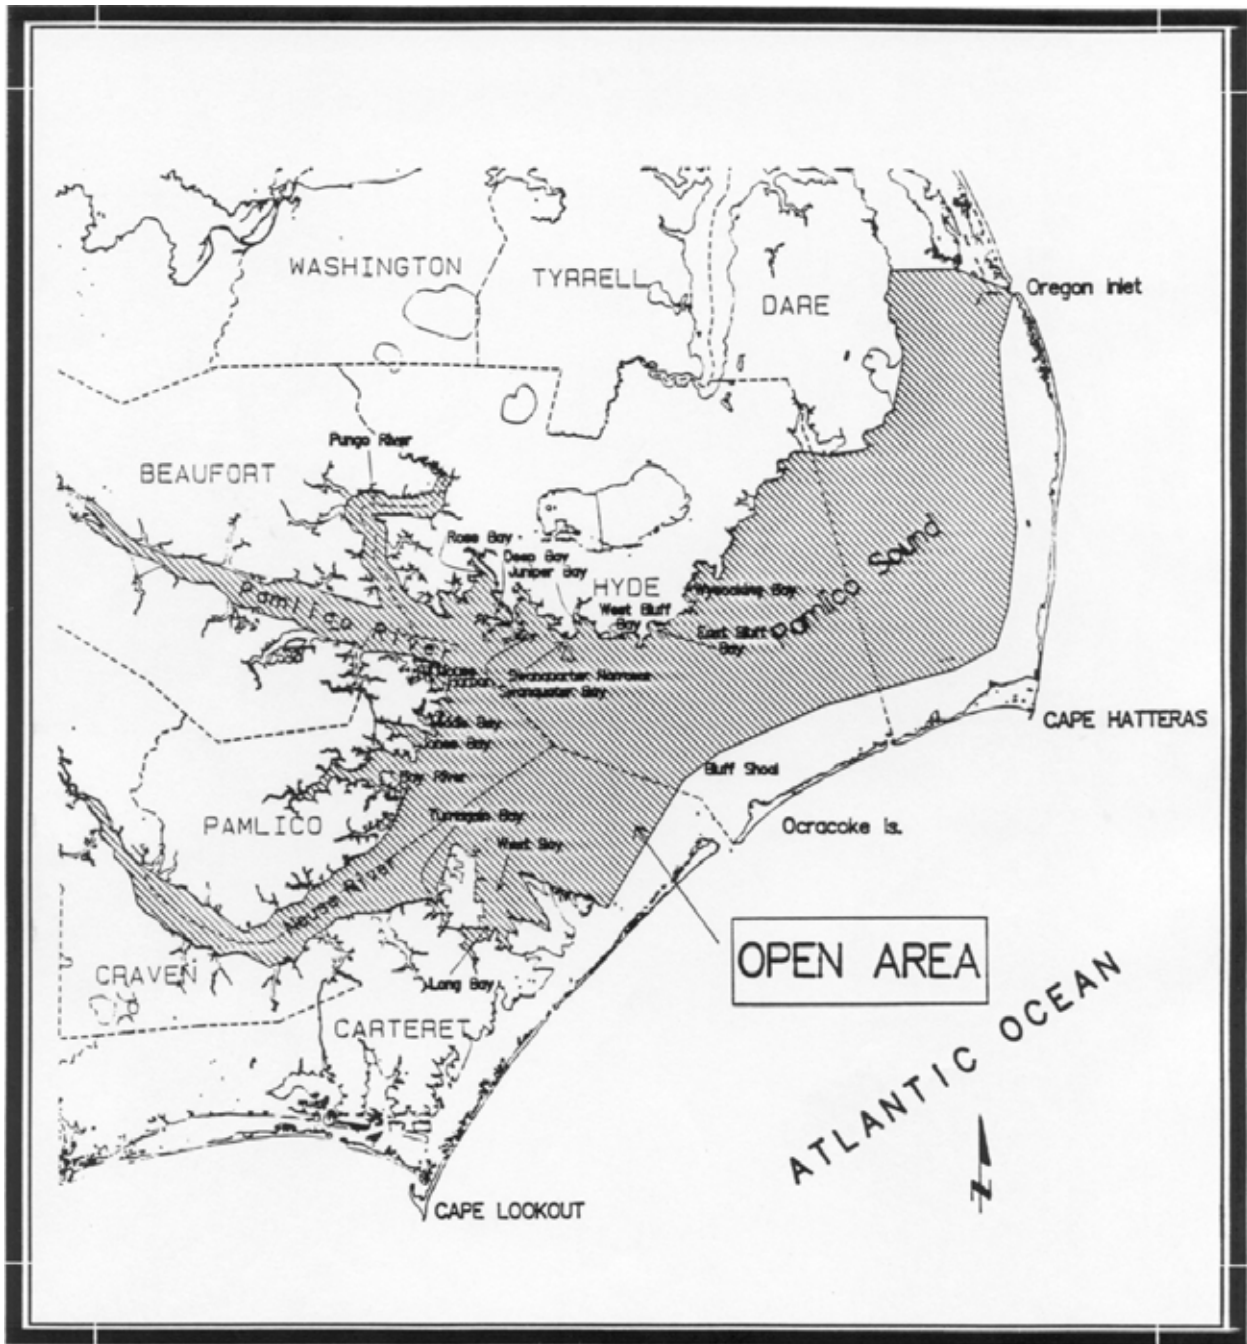 WASHINGTON
TYRRELL
DARE
Oregon Inlet
Pungo River
BEAUFORT
Rose Bay
Deep Bay
Juniper Bay
HYDE
Wysocking Bay
West Bluff
Bay
East Bluff
Bay
Pamlico Sound
Pamlico River
Swanquarter Narrows
Swanquater Bay
Middle Bay
Jones Bay
Bay River
CAPE HATTERAS
Bluff Shoal
PAMLICO
Turnagain Bay
West Bay
Ocracoke Is.
Neuse River
OPEN AREA
CRAVEN
Long Bay
CARTERET
ATLANTIC OCEAN
N
CAPE LOOKOUT